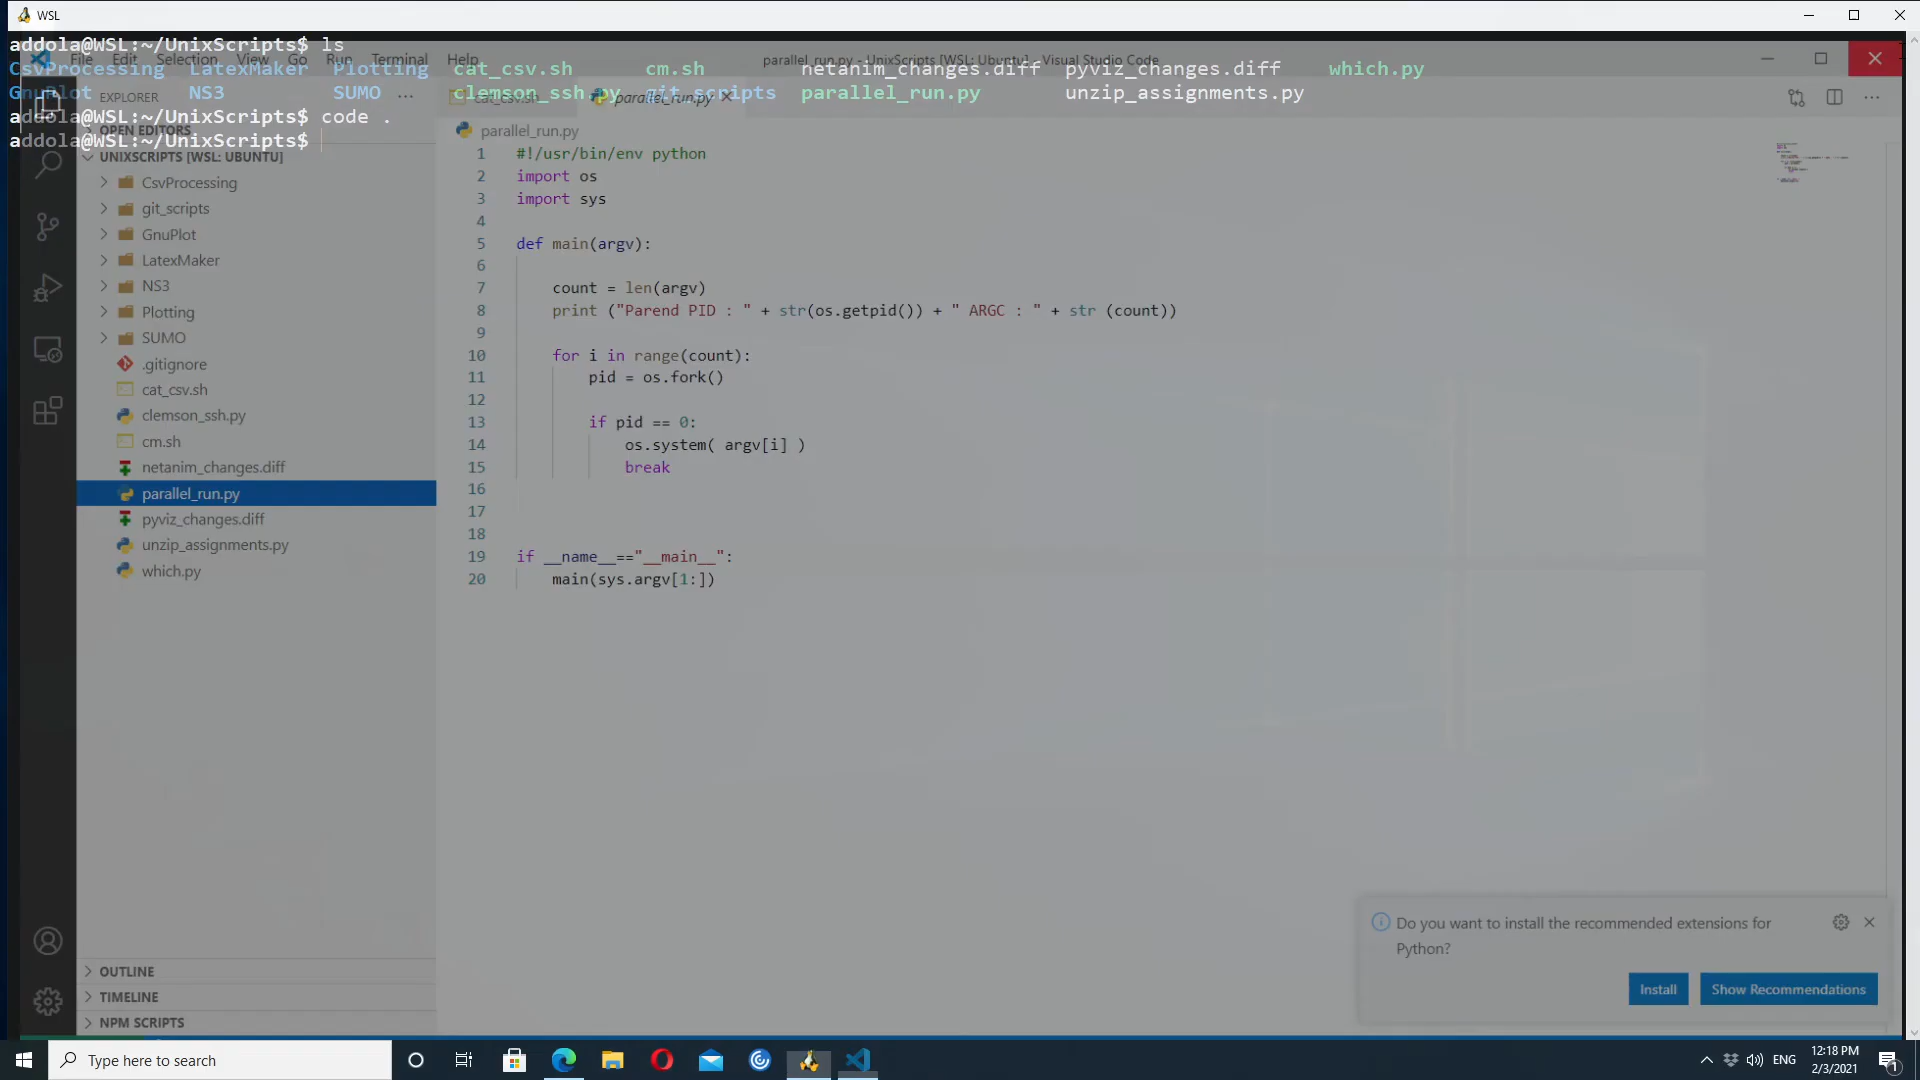 WSL
addola@WSL:~/UnixScripts$ ls
CsvProcessing LatexMaker Plotting cat_csv.sh cm.sh netanim_changes.diff pyviz_changes.diff which.py
GnuPlot NS3 SUMO clemson_ssh.py git_scripts parallel_run.py unzip_assignments.py
addola@WSL:~/UnixScripts$ code .
addola@WSL:~/UnixScripts$
File Edit Selection View Go Run Terminal Help
parallel_run.py - UnixScripts [WSL: Ubuntu] - Visual Studio Code
EXPLORER
OPEN EDITORS
UNIXSCRIPTS [WSL: UBUNTU]
CsvProcessing
git_scripts
GnuPlot
LatexMaker
NS3
Plotting
SUMO
.gitignore
cat_csv.sh
clemson_ssh.py
cm.sh
netanim_changes.diff
parallel_run.py
pyviz_changes.diff
unzip_assignments.py
which.py
OUTLINE
TIMELINE
NPM SCRIPTS
cat_csv.sh
parallel_run.py
parallel_run.py
1 #!/usr/bin/env python
2 import os
3 import sys
4
5 def main(argv):
6
7 count = len(argv)
8 print ("Parend PID : " + str(os.getpid()) + " ARGC : " + str (count))
9
10 for i in range(count):
11 pid = os.fork()
12
13 if pid == 0:
14 os.system( argv[i] )
15 break
16
17
18
19 if __name__=="__main__":
20 main(sys.argv[1:])
Do you want to install the recommended extensions for
Python?
Install Show Recommendations
Type here to search
ENG
12:18 PM
2/3/2021
1